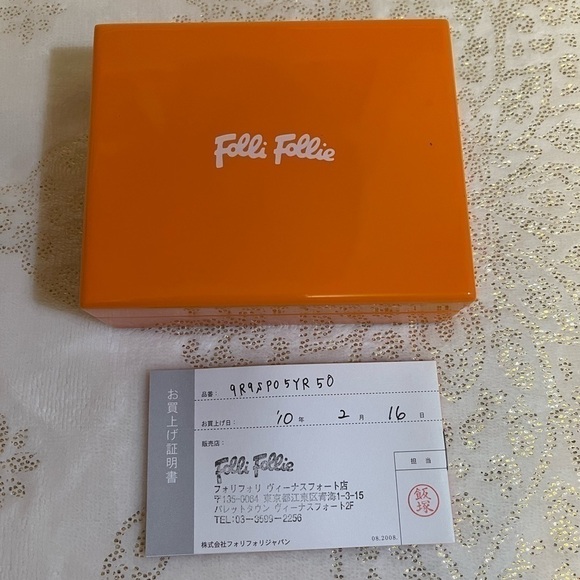 Folli Follie
お買上げ証明書
品番: 9R9SP05YR50
お買上げ日: '10 年 2 月 16 日
販売店:
Folli Follie
フォリフォリ ヴィーナスフォート店
〒135-0064 東京都江東区青海1-3-15
パレットタウン ヴィーナスフォート2F
TEL:03-3599-2256
担当
飯塚
株式会社フォリフォリジャパン
08.2008.